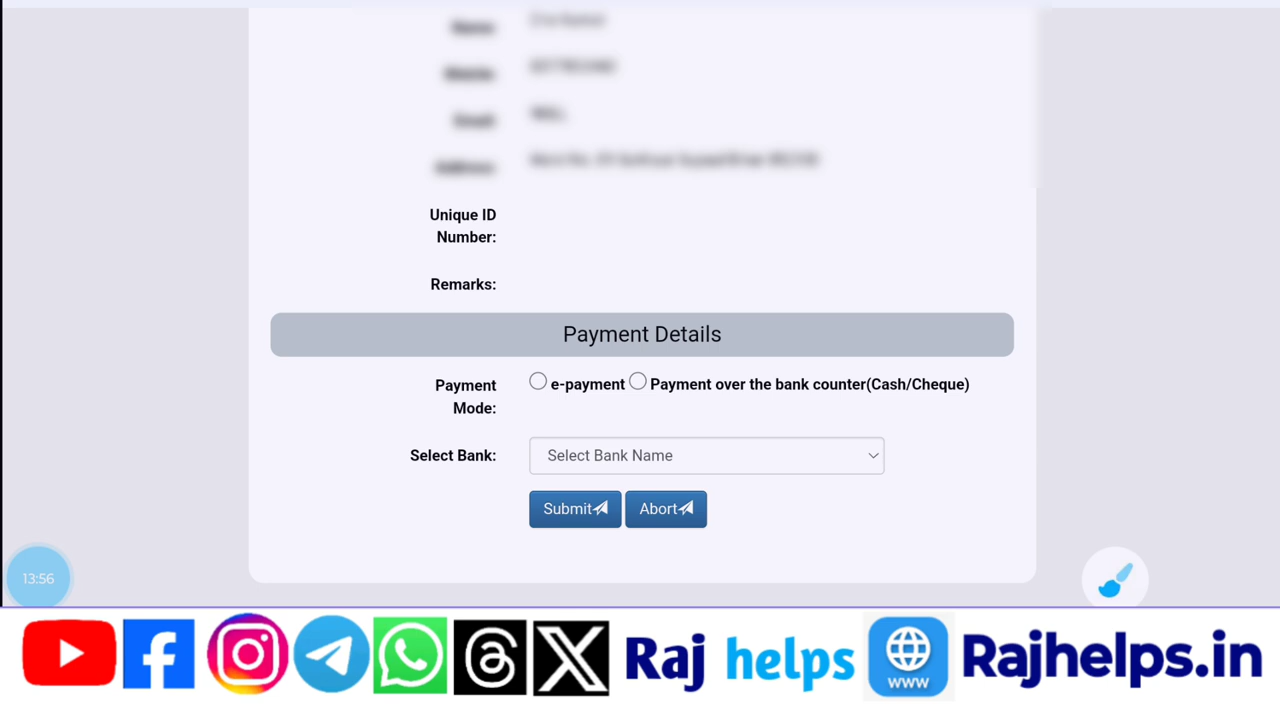 Unique ID
Number:
Remarks:
Payment Details
Payment
Mode:
e-payment Payment over the bank counter(Cash/Cheque)
Select Bank: Select Bank Name
Submit Abort
13:56
Raj helps www Rajhelps.in